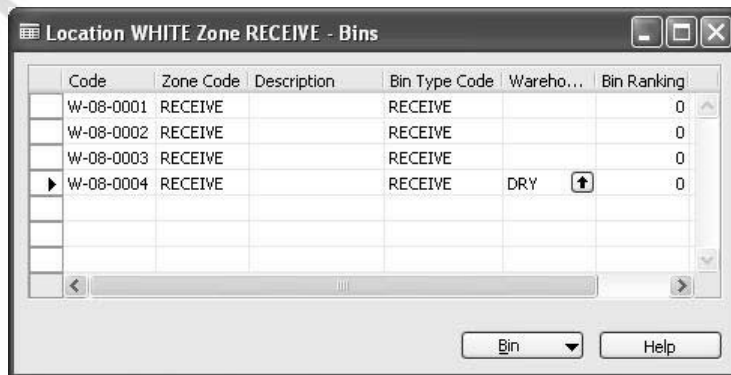 Location WHITE Zone RECEIVE - Bins
Code Zone Code Description Bin Type Code Wareho... Bin Ranking
W-08-0001 RECEIVE RECEIVE 0
W-08-0002 RECEIVE RECEIVE 0
W-08-0003 RECEIVE RECEIVE 0
W-08-0004 RECEIVE RECEIVE DRY 0
Bin Help